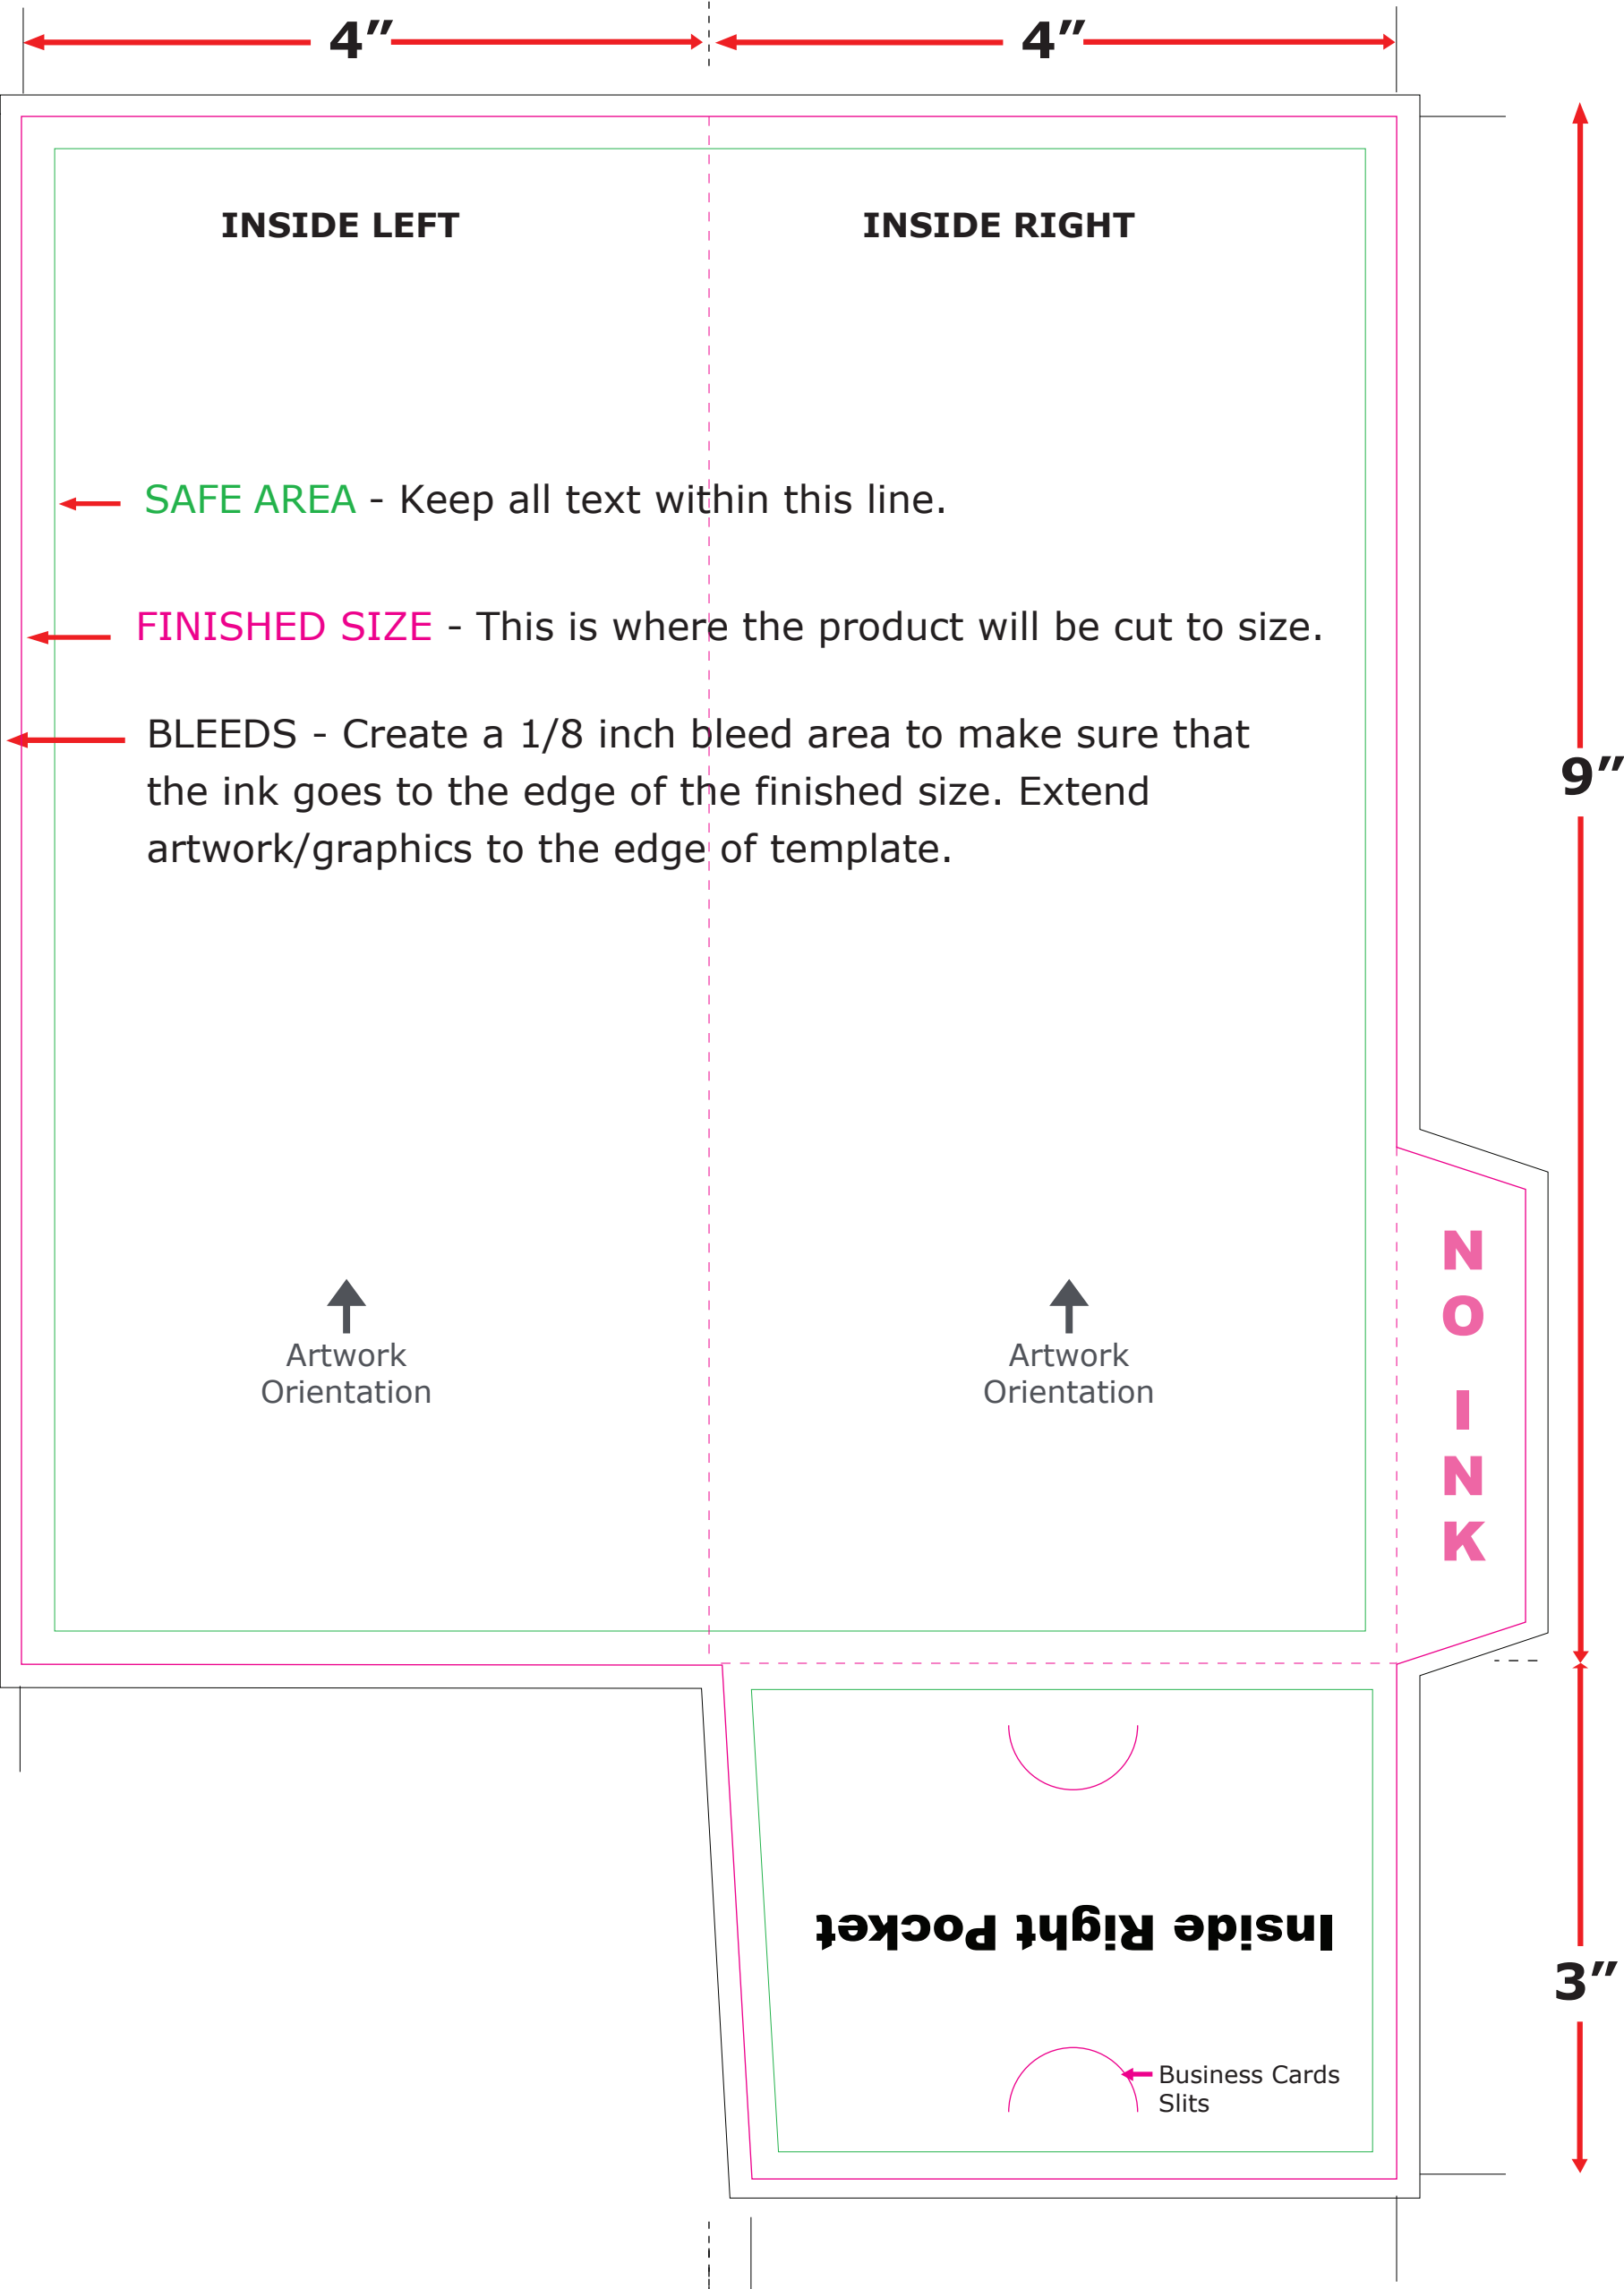 4″ 4″
INSIDE LEFT INSIDE RIGHT
SAFE AREA - Keep all text within this line.
FINISHED SIZE - This is where the product will be cut to size.
BLEEDS - Create a 1/8 inch bleed area to make sure that
the ink goes to the edge of the finished size. Extend
artwork/graphics to the edge of template.
9″
Artwork
Orientation
Artwork
Orientation
N
O
I
N
K
Inside Right Pocket
3″
Business Cards
Slits